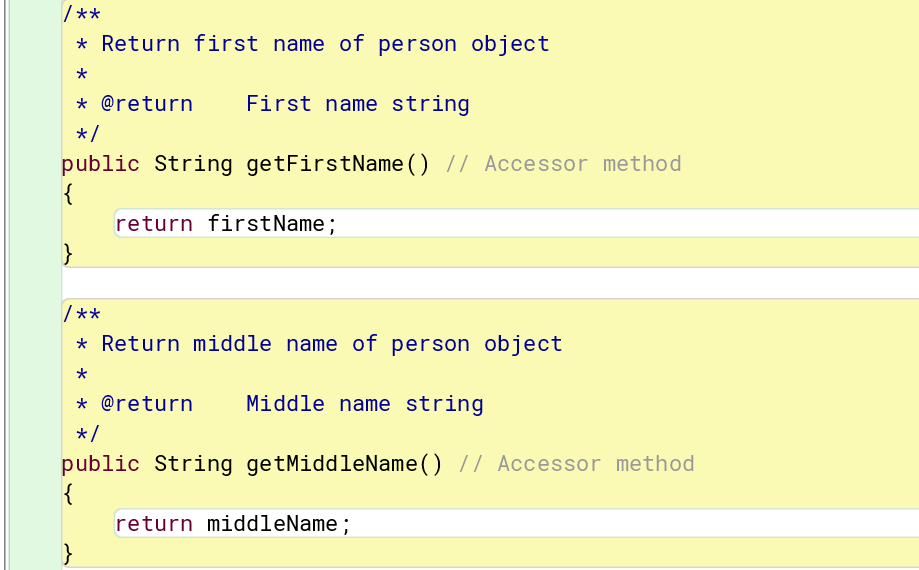 /**
 * Return first name of person object
 *
 * @return    First name string
 */
public String getFirstName() // Accessor method
{
    return firstName;
}

/**
 * Return middle name of person object
 *
 * @return    Middle name string
 */
public String getMiddleName() // Accessor method
{
    return middleName;
}